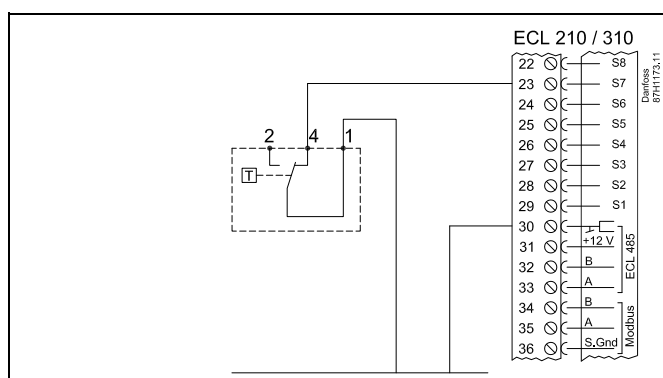 ECL 210 / 310
22 S8
23 S7
24 S6
25 S5
26 S4
27 S3
28 S2
29 S1
30
31 +12 V
32 B
33 A
34 B
35 A
36 S.Gnd
ECL 485
Modbus
Danfoss
87H1173.11
2 4 1
T